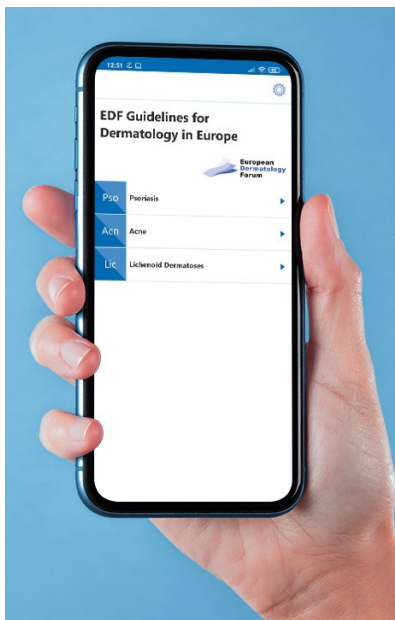 12:51
EDF Guidelines for
Dermatology in Europe
European
Dermatology
Forum
Pso Psoriasis
Acn Acne
Lic Lichenoid Dermatoses